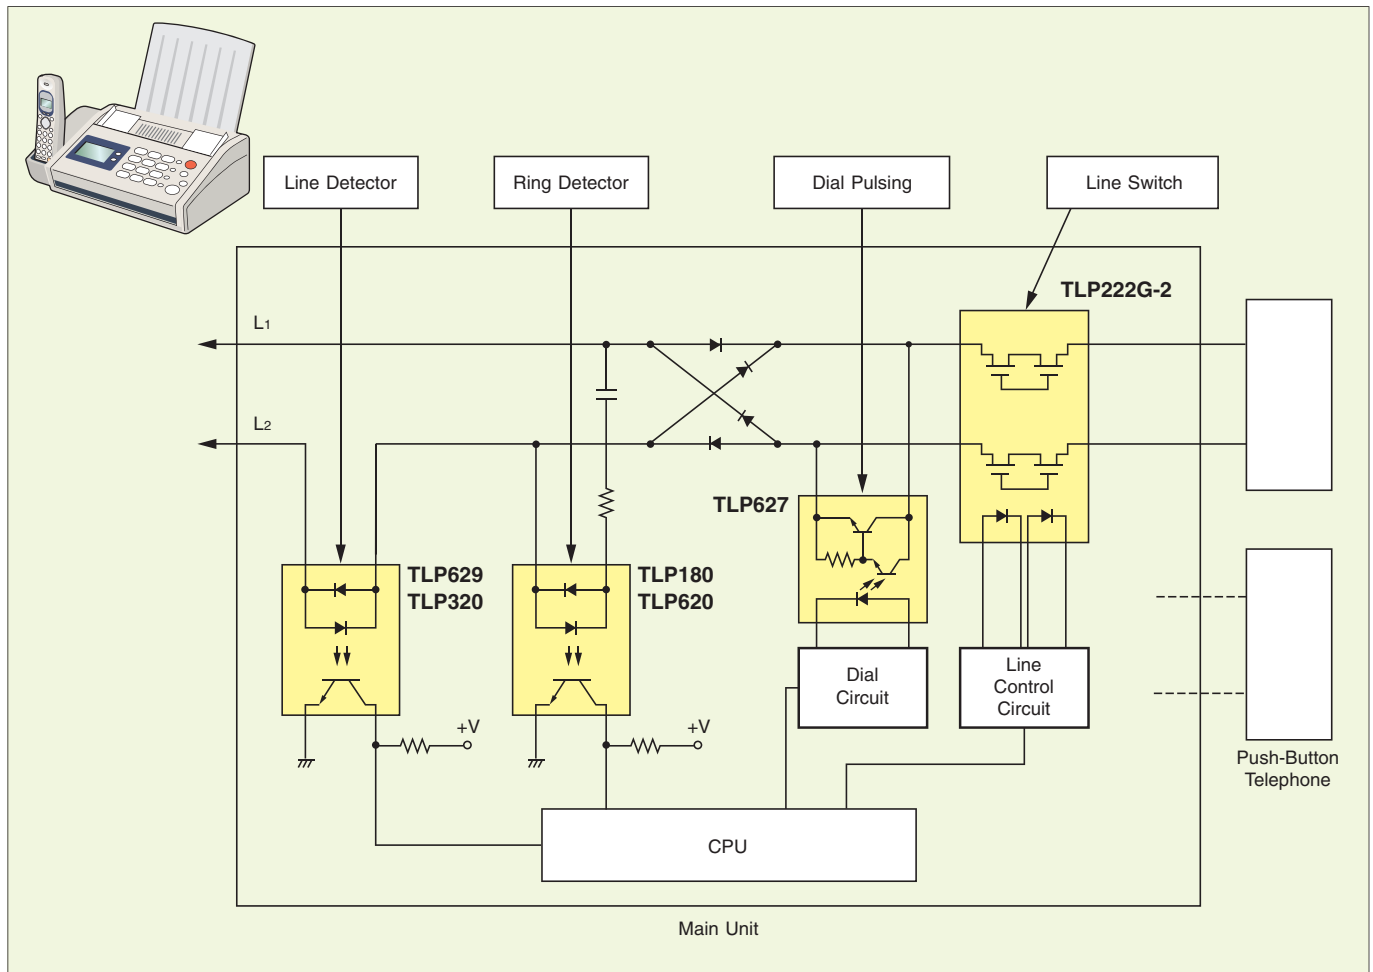 Line Detector
Ring Detector
Dial Pulsing
Line Switch
TLP222G-2
L1
L2
TLP627
TLP629
TLP320
TLP180
TLP620
Dial
Circuit
Line
Control
Circuit
+V
+V
Push-Button
Telephone
CPU
Main Unit